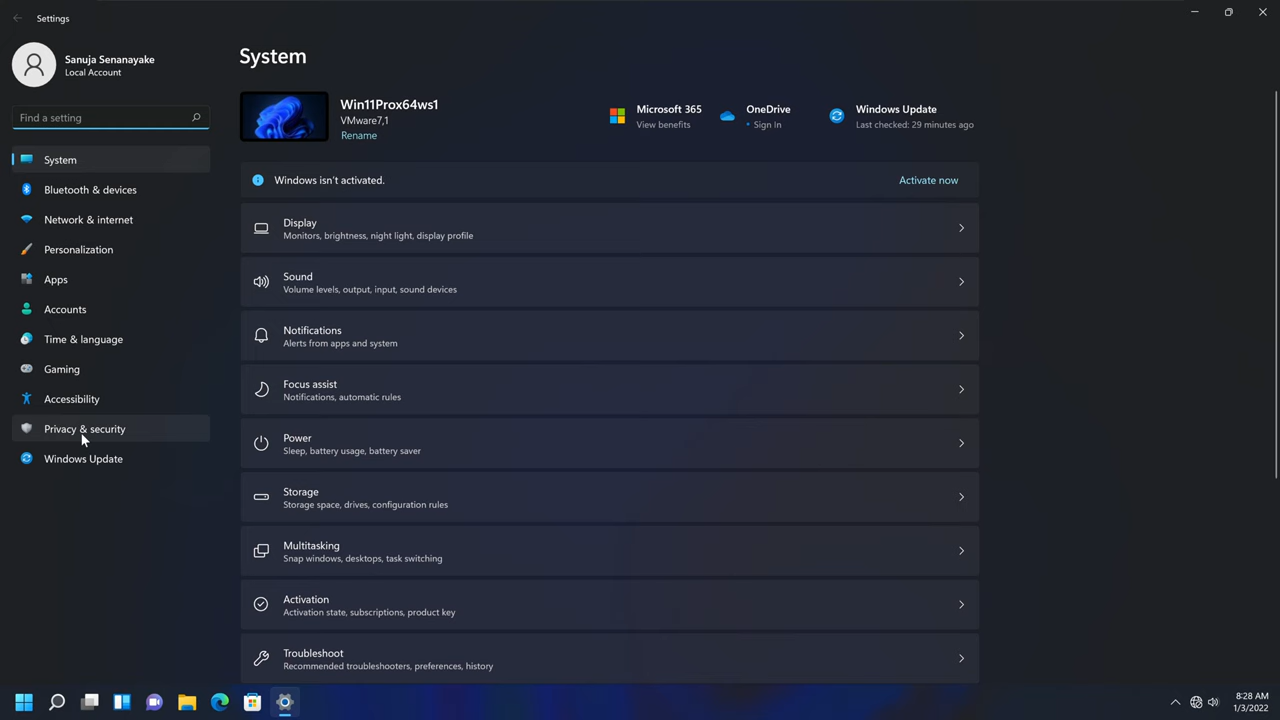 Settings
Sanuja Senanayake
Local Account
Find a setting
System
Bluetooth & devices
Network & internet
Personalization
Apps
Accounts
Time & language
Gaming
Accessibility
Privacy & security
Windows Update
System
Win11Prox64ws1
VMware7,1
Rename
Microsoft 365
View benefits
OneDrive
• Sign In
Windows Update
Last checked: 29 minutes ago
Windows isn't activated.
Activate now
Display
Monitors, brightness, night light, display profile
Sound
Volume levels, output, input, sound devices
Notifications
Alerts from apps and system
Focus assist
Notifications, automatic rules
Power
Sleep, battery usage, battery saver
Storage
Storage space, drives, configuration rules
Multitasking
Snap windows, desktops, task switching
Activation
Activation state, subscriptions, product key
Troubleshoot
Recommended troubleshooters, preferences, history
8:28 AM
1/3/2022